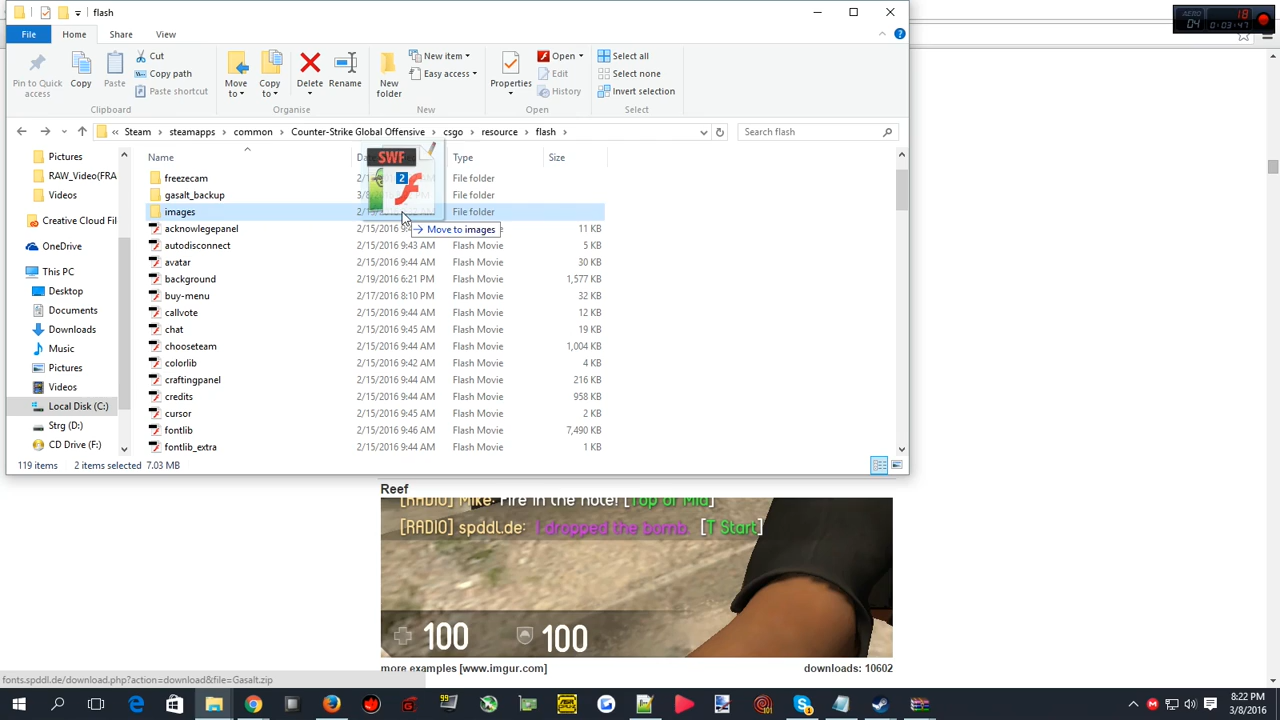 flash
AERO
04
18
0:03:47
File
Home
Share
View
Pin to Quick access
Copy
Paste
Cut
Copy path
Paste shortcut
Clipboard
Move to
Copy to
Delete
Rename
Organise
New folder
New item
Easy access
New
Properties
Open
Edit
History
Open
Select all
Select none
Invert selection
Select
Steam
steamapps
common
Counter-Strike Global Offensive
csgo
resource
flash
Search flash
Pictures
RAW_Video(FRA
Videos
Creative Cloud Fil
OneDrive
This PC
Desktop
Documents
Downloads
Music
Pictures
Videos
Local Disk (C:)
Strg (D:)
CD Drive (F:)
Name
Type
Size
SWF
2
freezecam File folder
gasalt_backup File folder
images File folder
Move to images
acknowlegepanel 11 KB
autodisconnect 2/15/2016 9:43 AM Flash Movie 5 KB
avatar 2/15/2016 9:44 AM Flash Movie 30 KB
background 2/19/2016 6:21 PM Flash Movie 1,577 KB
buy-menu 2/17/2016 8:10 PM Flash Movie 32 KB
callvote 2/15/2016 9:44 AM Flash Movie 12 KB
chat 2/15/2016 9:45 AM Flash Movie 19 KB
chooseteam 2/15/2016 9:44 AM Flash Movie 1,004 KB
colorlib 2/15/2016 9:42 AM Flash Movie 4 KB
craftingpanel 2/15/2016 9:44 AM Flash Movie 216 KB
credits 2/15/2016 9:44 AM Flash Movie 958 KB
cursor 2/15/2016 9:45 AM Flash Movie 2 KB
fontlib 2/15/2016 9:46 AM Flash Movie 7,490 KB
fontlib_extra 2/15/2016 9:44 AM Flash Movie 1 KB
119 items 2 items selected 7.03 MB
Reef
[RADIO] Mike: Fire in the hole! [Top of Mid]
[RADIO] spddl.de: I dropped the bomb. [T Start]
100
100
more examples [www.imgur.com] downloads: 10602
fonts.spddl.de/download.php?action=download&file=Gasalt.zip
8:22 PM
3/8/2016